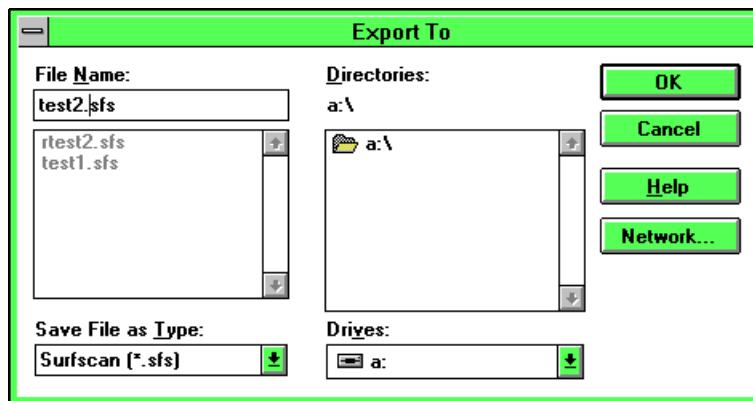 Export To
File Name:
test2.sfs
rtest2.sfs
test1.sfs
Save File as Type:
Surfscan (*.sfs)
Directories:
a:\
a:\
Drives:
a:
OK
Cancel
Help
Network...